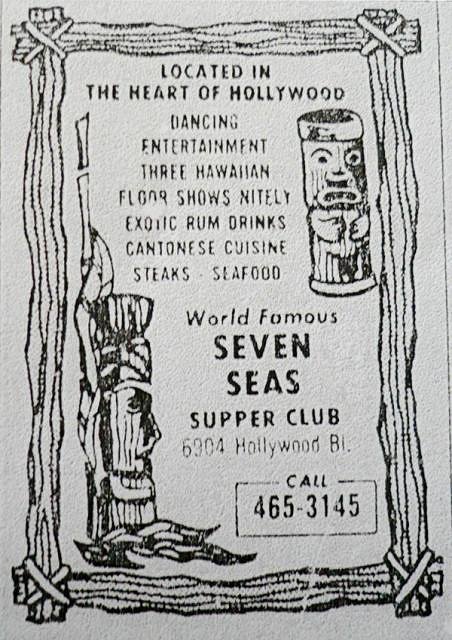 LOCATED IN
THE HEART OF HOLLYWOOD
DANCING
ENTERTAINMENT
THREE HAWAIIAN
FLOOR SHOWS NITELY
EXOTIC RUM DRINKS
CANTONESE CUISINE
STEAKS - SEAFOOD
World Famous
SEVEN
SEAS
SUPPER CLUB
6904 Hollywood Bl.
CALL
465-3145